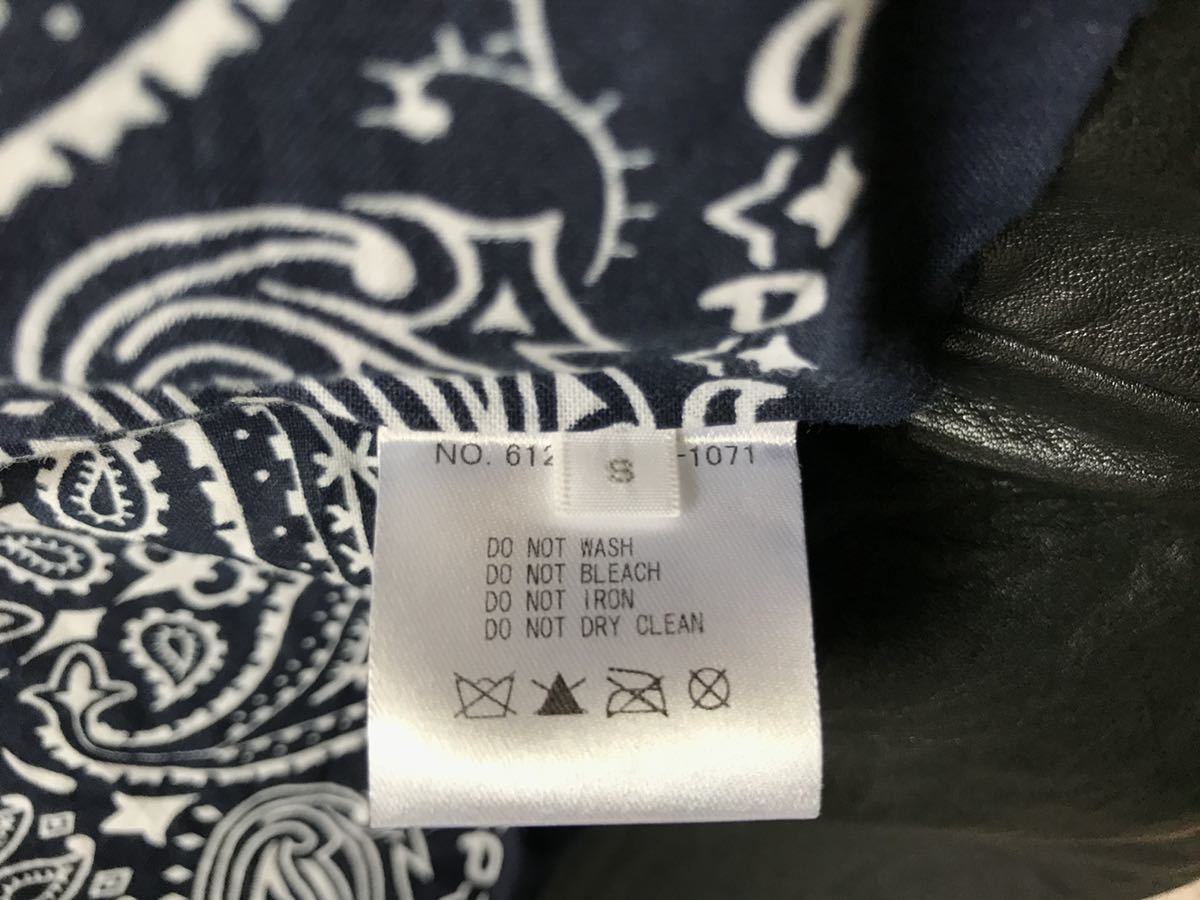 NO. 612 -1071
S
DO NOT WASH
DO NOT BLEACH
DO NOT IRON
DO NOT DRY CLEAN